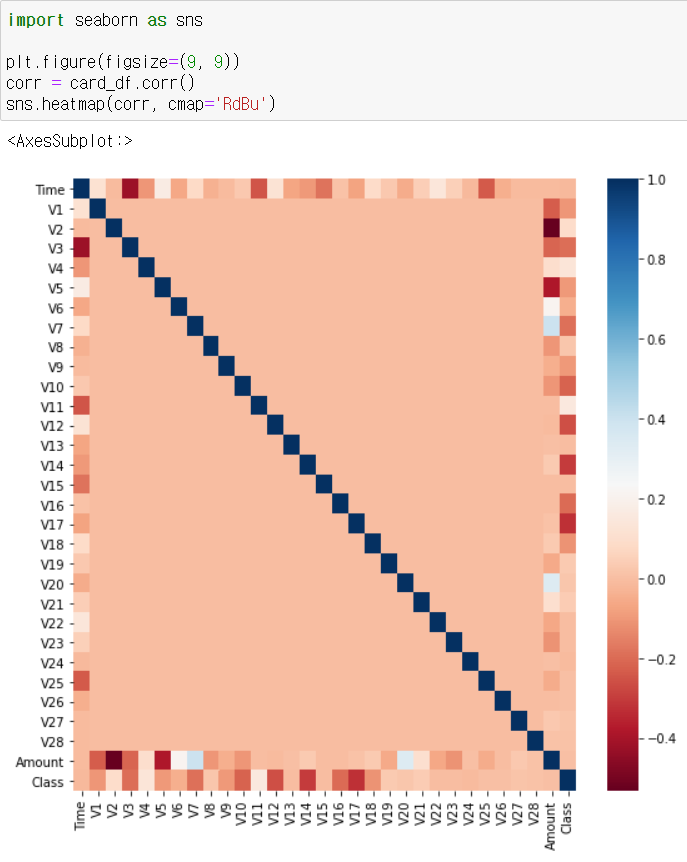 import seaborn as sns
plt.figure(figsize=(9, 9))
corr = card_df.corr()
sns.heatmap(corr, cmap='RdBu')
<AxesSubplot:>
Time
V1
V2
V3
V4
V5
V6
V7
V8
V9
V10
V11
V12
V13
V14
V15
V16
V17
V18
V19
V20
V21
V22
V23
V24
V25
V26
V27
V28
Amount
Class
Time
V1
V2
V3
V4
V5
V6
V7
V8
V9
V10
V11
V12
V13
V14
V15
V16
V17
V18
V19
V20
V21
V22
V23
V24
V25
V26
V27
V28
Amount
Class
1.0
0.8
0.6
0.4
0.2
0.0
−0.2
−0.4